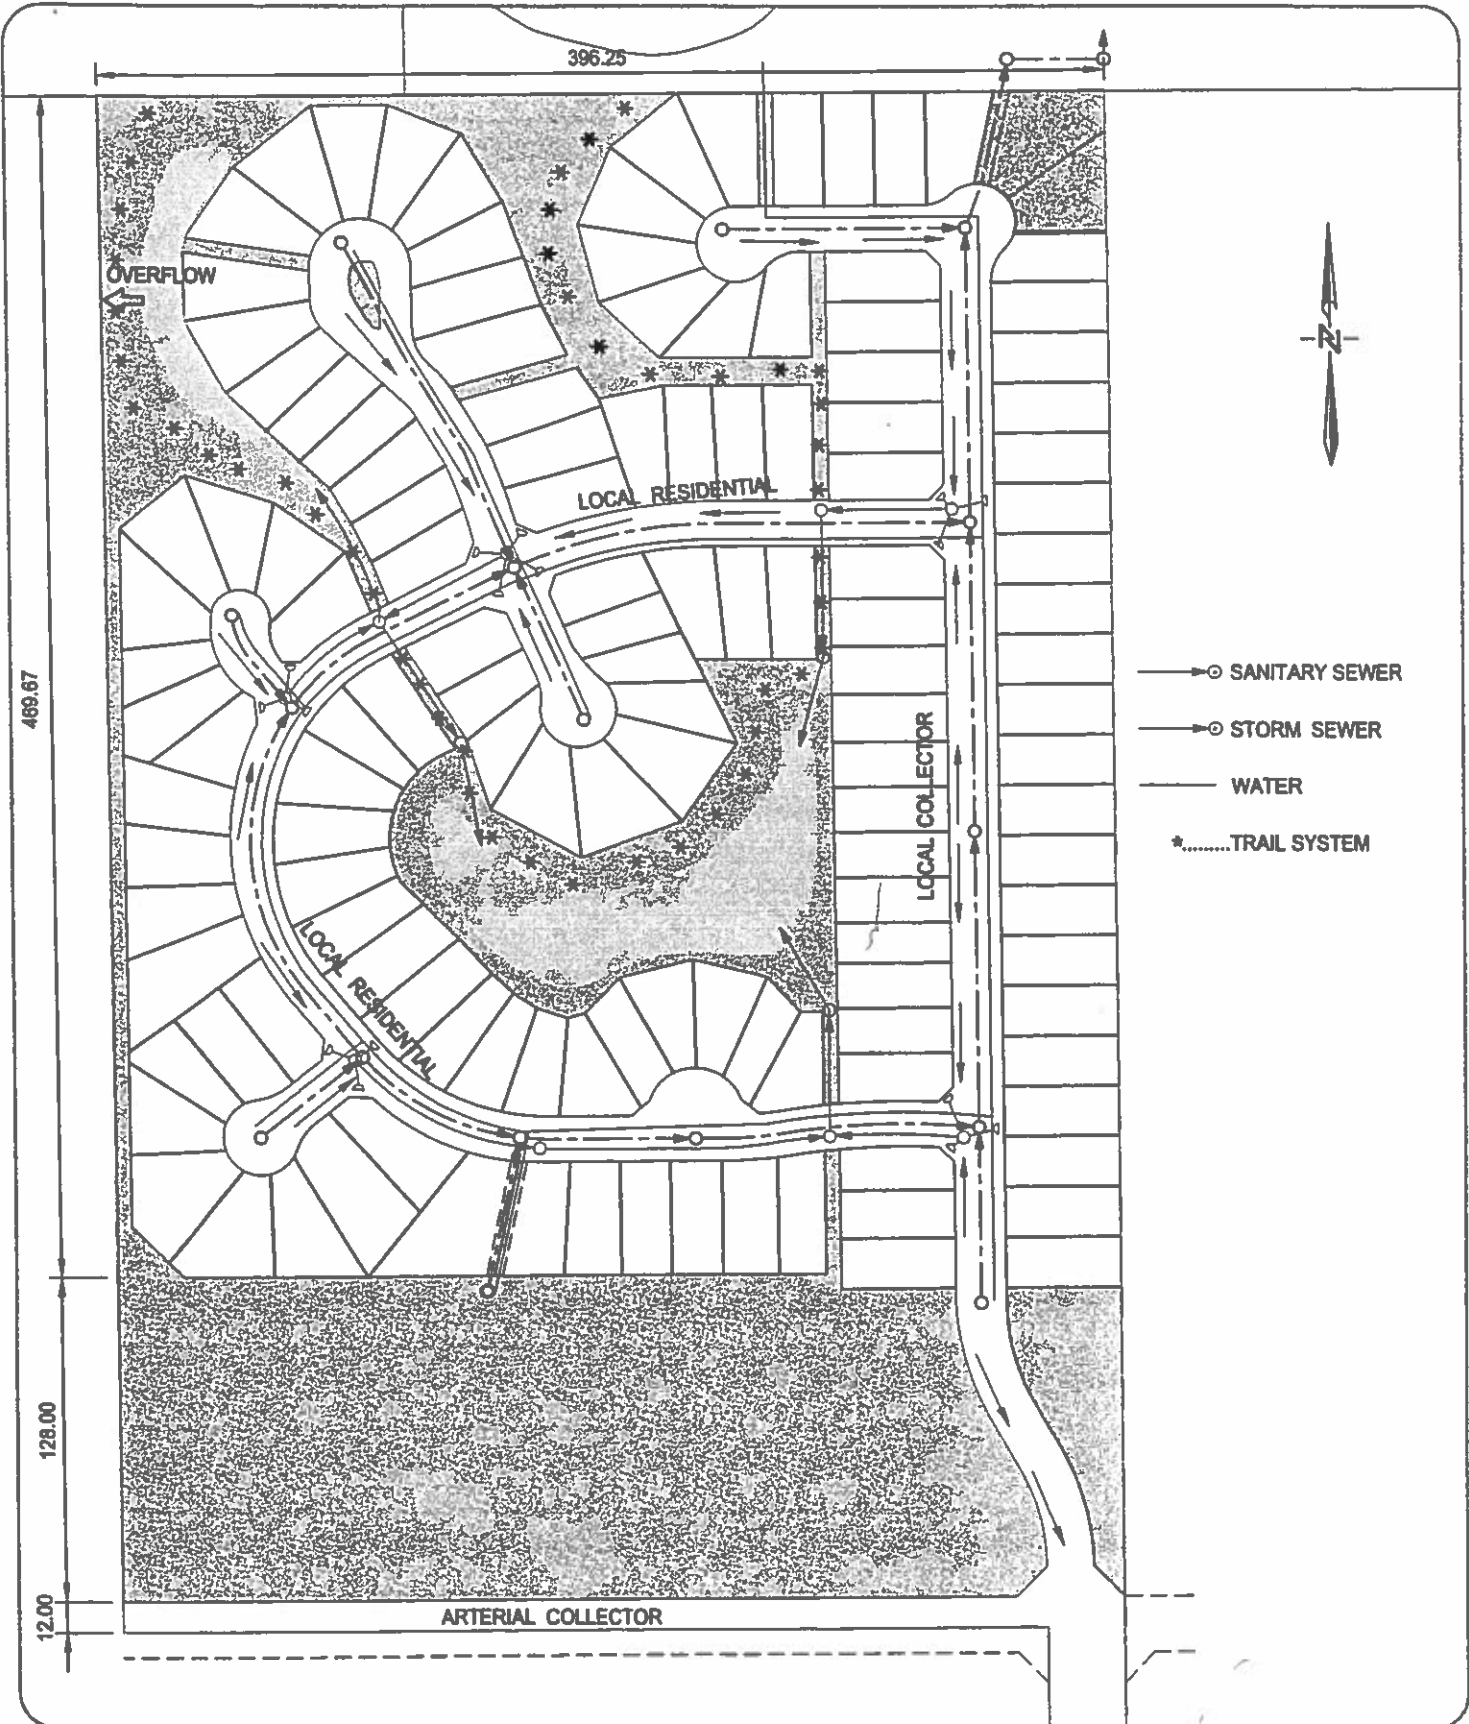 396.25
OVERFLOW
N
LOCAL RESIDENTIAL
469.67
SANITARY SEWER
STORM SEWER
WATER
*.........TRAIL SYSTEM
LOCAL COLLECTOR
LOCAL RESIDENTIAL
128.00
12.00
ARTERIAL COLLECTOR